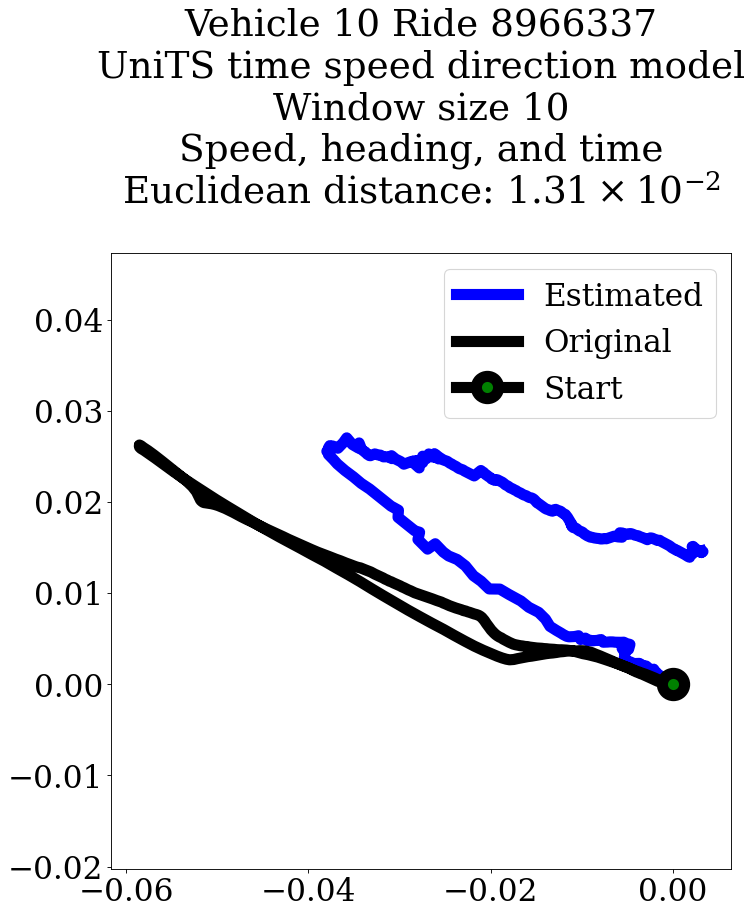 Vehicle 10 Ride 8966337
UniTS time speed direction model
Window size 10
Speed, heading, and time
Euclidean distance: 1.31 × 10⁻²
Estimated
Original
Start
0.04
0.03
0.02
0.01
0.00
−0.01
−0.02
−0.06
−0.04
−0.02
0.00